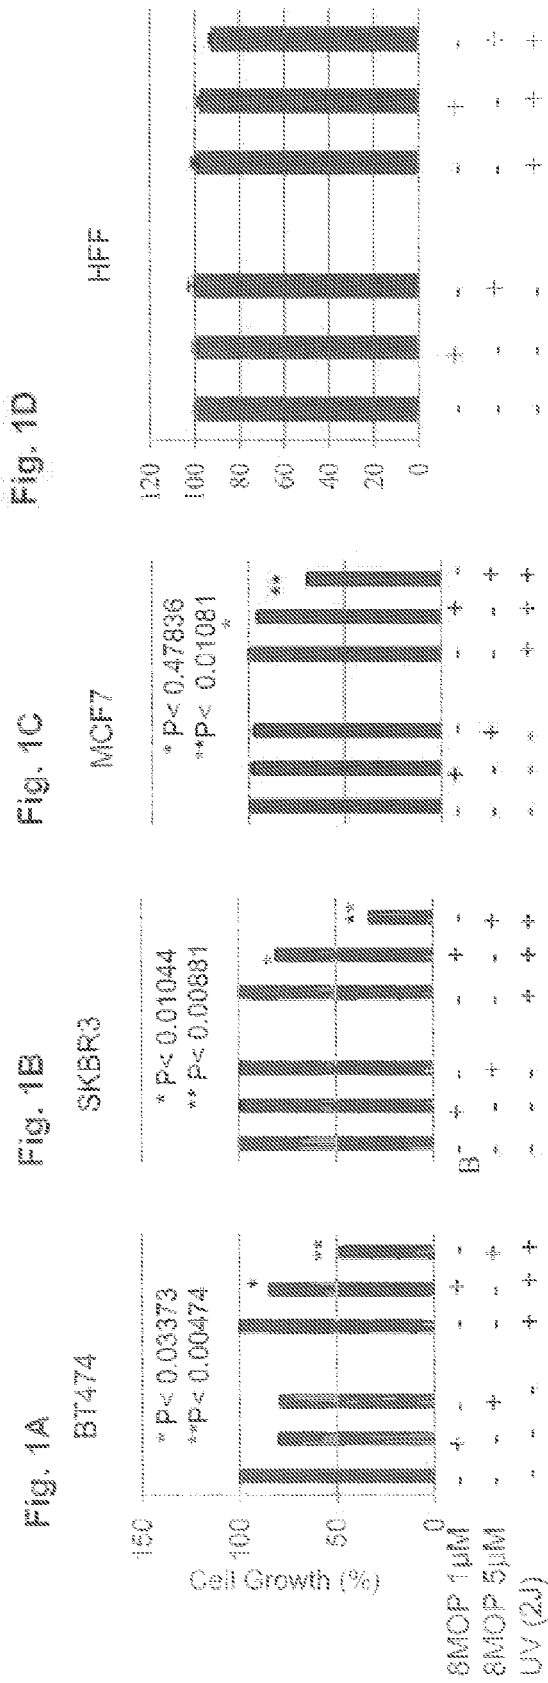 Fig. 1A
BT474
* P< 0.03373
**P< 0.00474
*
**
150
100
50
0
Cell Growth (%)
8MOP 1µM - + - - + -
8MOP 5µM - - + - - +
UV (2J) - - - + + +
Fig. 1B
SKBR3
* P< 0.01044
** P< 0.00881
*
**
B
- + - - + -
- - + - - +
- - - + + +
Fig. 1C
MCF7
* P< 0.47836
**P< 0.01081
*
**
- + - - + -
- - + - - +
- - - + + +
Fig. 1D
HFF
120
100
80
60
40
20
0
- + - - + -
- - + - - +
- - - + + +